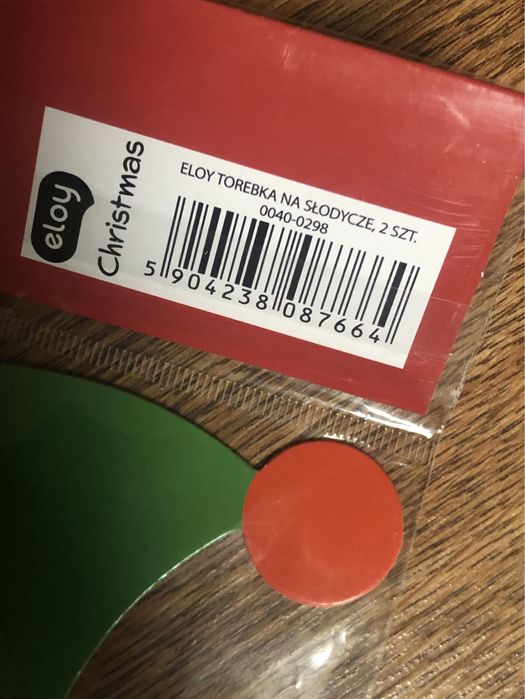 eloy
Christmas
ELOY TOREBKA NA SŁODYCZE, 2 SZT.
0040-0298
5 904238 087664